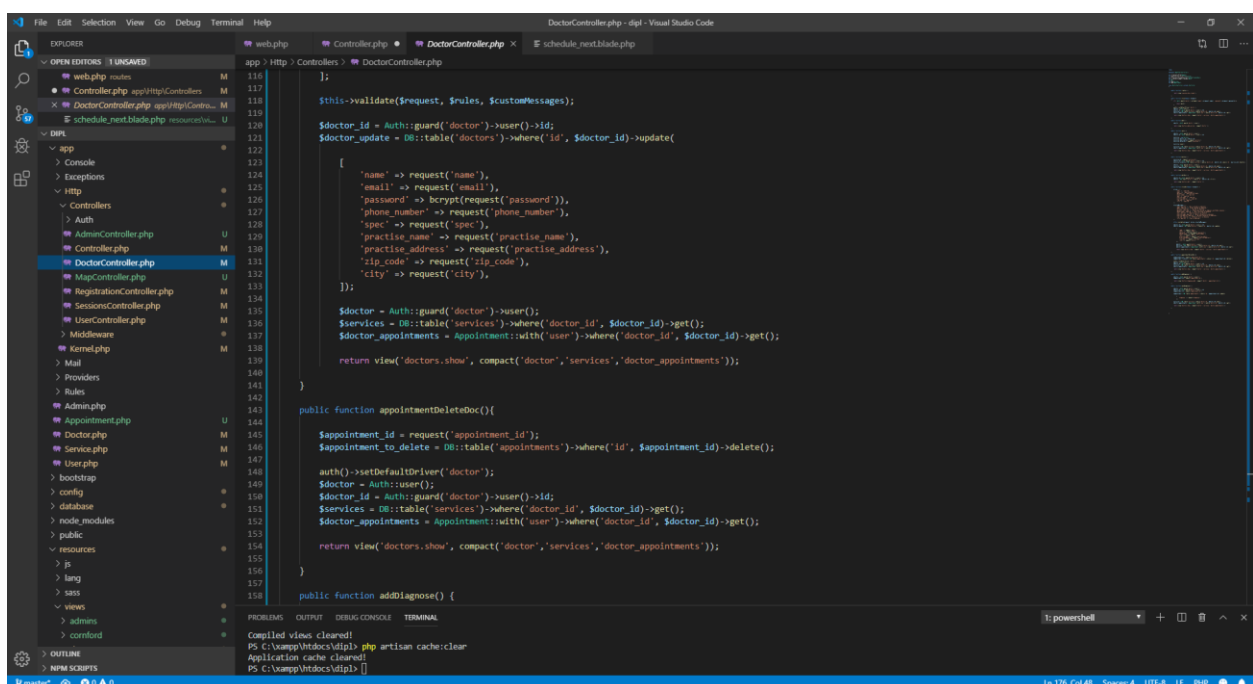 File Edit Selection View Go Debug Terminal Help
DoctorController.php - dipl - Visual Studio Code
EXPLORER
OPEN EDITORS 1 UNSAVED
web.php routes M
Controller.php app\Http\Controllers M
DoctorController.php app\Http\Contro... M
schedule_next.blade.php resources\vi... U
DIPL
app
Console
Exceptions
Http
Controllers
Auth
AdminController.php U
Controller.php M
DoctorController.php M
MapController.php U
RegistrationController.php M
SessionsController.php M
UserController.php M
Middleware
Kernel.php M
Mail
Providers
Rules
Admin.php
Appointment.php U
Doctor.php M
Service.php M
User.php M
bootstrap
config
database
node_modules
public
resources
js
lang
sass
views
admins
cornford
OUTLINE
NPM SCRIPTS
web.php Controller.php DoctorController.php schedule_next.blade.php
app > Http > Controllers > DoctorController.php
116 ];
117
118 $this->validate($request, $rules, $customMessages);
119
120 $doctor_id = Auth::guard('doctor')->user()->id;
121 $doctor_update = DB::table('doctors')->where('id', $doctor_id)->update(
122
123 [
124 'name' => request('name'),
125 'email' => request('email'),
126 'password' => bcrypt(request('password')),
127 'phone_number' => request('phone_number'),
128 'spec' => request('spec'),
129 'practise_name' => request('practise_name'),
130 'practise_address' => request('practise_address'),
131 'zip_code' => request('zip_code'),
132 'city' => request('city'),
133 ]);
134
135 $doctor = Auth::guard('doctor')->user();
136 $services = DB::table('services')->where('doctor_id', $doctor_id)->get();
137 $doctor_appointments = Appointment::with('user')->where('doctor_id', $doctor_id)->get();
138
139 return view('doctors.show', compact('doctor','services','doctor_appointments'));
140
141 }
142
143 public function appointmentDeleteDoc(){
144
145 $appointment_id = request('appointment_id');
146 $appointment_to_delete = DB::table('appointments')->where('id', $appointment_id)->delete();
147
148 auth()->setDefaultDriver('doctor');
149 $doctor = Auth::user();
150 $doctor_id = Auth::guard('doctor')->user()->id;
151 $services = DB::table('services')->where('doctor_id', $doctor_id)->get();
152 $doctor_appointments = Appointment::with('user')->where('doctor_id', $doctor_id)->get();
153
154 return view('doctors.show', compact('doctor','services','doctor_appointments'));
155
156 }
157
158 public function addDiagnose() {
PROBLEMS OUTPUT DEBUG CONSOLE TERMINAL
1: powershell
Compiled views cleared!
PS C:\xampp\htdocs\dipl> php artisan cache:clear
Application cache cleared!
PS C:\xampp\htdocs\dipl>
master* 0 0
Ln 176, Col 48 Spaces: 4 UTF-8 LF PHP